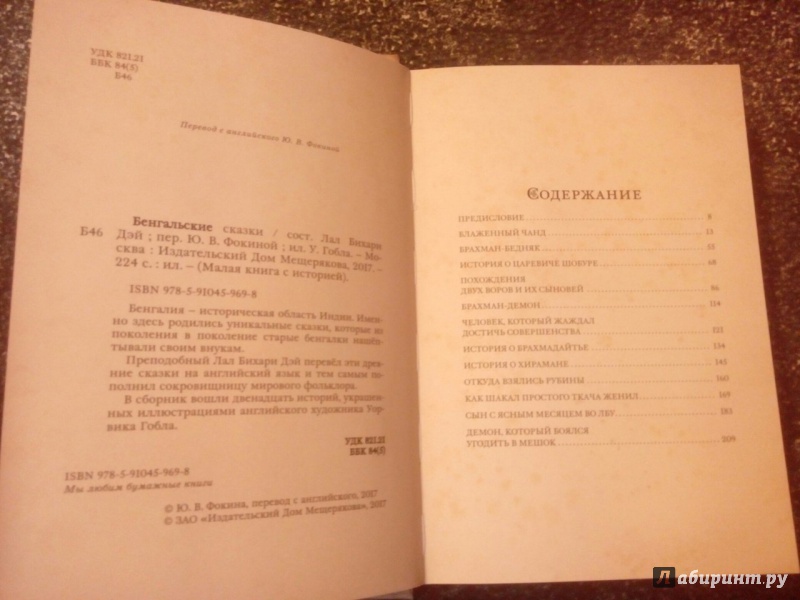 УДК 821.21
ББК 84(5)
Б46
Перевод с английского Ю. В. Фокиной
Бенгальские сказки / сост. Лал Бихари
Б46 Дэй ; пер. Ю. В. Фокиной ; ил. У. Гобла. – Мо-
сква : Издательский Дом Мещерякова, 2017. –
224 с. : ил. – (Малая книга с историей).
ISBN 978-5-91045-969-8
Бенгалия – историческая область Индии. Имен-
но здесь родились уникальные сказки, которые из
поколения в поколение старые бенгалки нашёп-
тывали своим внукам.
Преподобный Лал Бихари Дэй перевёл эти древ-
ние сказки на английский язык и тем самым по-
полнил сокровищницу мирового фольклора.
В сборник вошли двенадцать историй, украшен-
ных иллюстрациями английского художника Уор-
вика Гобла.
УДК 821.21
ББК 84(5)
ISBN 978-5-91045-969-8
Мы любим бумажные книги
© Ю. В. Фокина, перевод с английского, 2017
© ЗАО «Издательский Дом Мещерякова», 2017
СОДЕРЖАНИЕ
ПРЕДИСЛОВИЕ 8
БЛАЖЕННЫЙ ЧАНД 13
БРАХМАН-БЕДНЯК 53
ИСТОРИЯ О ЦАРЕВИЧЕ ШОБУРЕ 68
ПОХОЖДЕНИЯ
ДВУХ ВОРОВ И ИХ СЫНОВЕЙ 86
БРАХМАН-ДЕМОН 114
ЧЕЛОВЕК, КОТОРЫЙ ЖАЖДАЛ
ДОСТИЧЬ СОВЕРШЕНСТВА 122
ИСТОРИЯ О БРАХМАДАЙТЬЕ 134
ИСТОРИЯ О ХИРАМАНЕ 145
ОТКУДА ВЗЯЛИСЬ РУБИНЫ 160
КАК ШАКАЛ ПРОСТОГО ТКАЧА ЖЕНИЛ 169
СЫН С ЯСНЫМ МЕСЯЦЕМ ВО ЛБУ 183
ДЕМОН, КОТОРЫЙ БОЯЛСЯ
УГОДИТЬ В МЕШОК 209
Лабиринт.ру